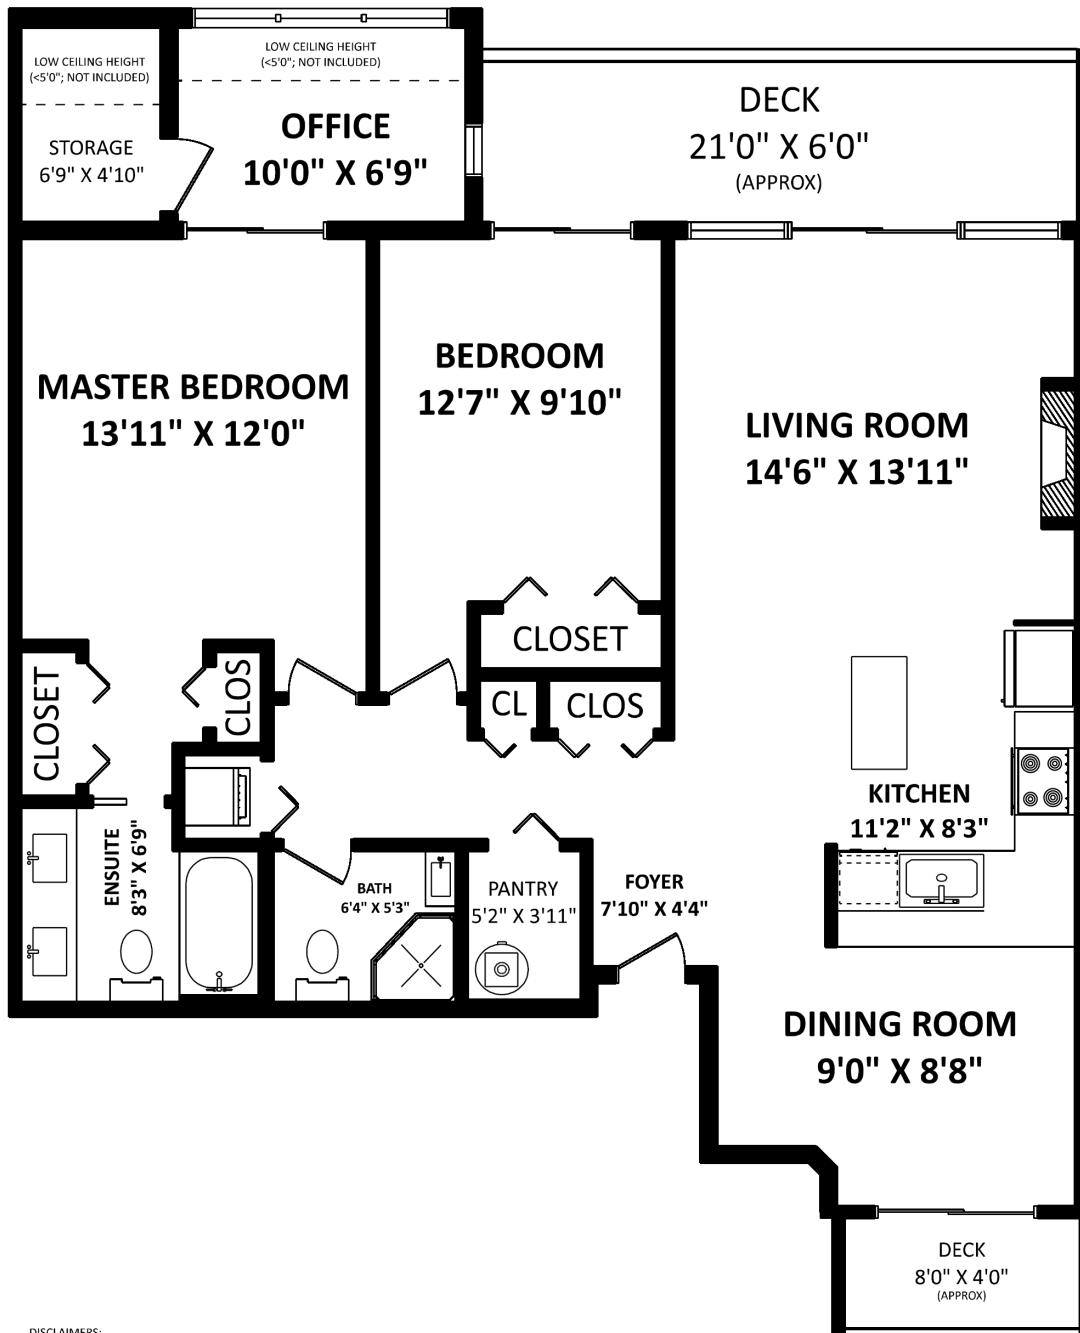 LOW CEILING HEIGHT
(<5'0"; NOT INCLUDED)
STORAGE
6'9" X 4'10"
LOW CEILING HEIGHT
(<5'0"; NOT INCLUDED)
OFFICE
10'0" X 6'9"
DECK
21'0" X 6'0"
(APPROX)
MASTER BEDROOM
13'11" X 12'0"
BEDROOM
12'7" X 9'10"
LIVING ROOM
14'6" X 13'11"
CLOSET
CLOSET
CLOS
CL
CLOS
KITCHEN
11'2" X 8'3"
ENSUITE
8'3" X 6'9"
BATH
6'4" X 5'3"
PANTRY
5'2" X 3'11"
FOYER
7'10" X 4'4"
DINING ROOM
9'0" X 8'8"
DECK
8'0" X 4'0"
(APPROX)
DISCLAIMERS: